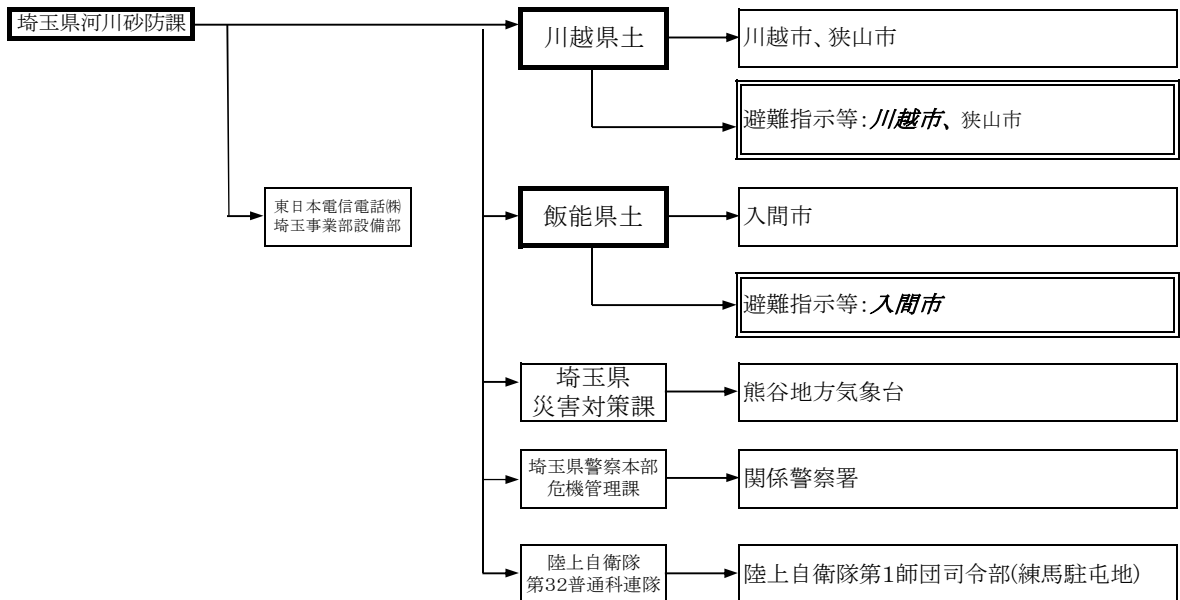 埼玉県河川砂防課
川越県土
川越市、狭山市
避難指示等:川越市、狭山市
東日本電信電話㈱
埼玉事業部設備部
飯能県土
入間市
避難指示等:入間市
埼玉県
災害対策課
熊谷地方気象台
埼玉県警察本部
危機管理課
関係警察署
陸上自衛隊
第32普通科連隊
陸上自衛隊第1師団司令部(練馬駐屯地)